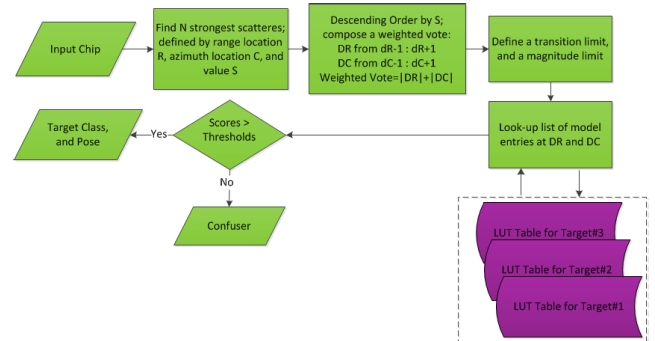 Input Chip
Find N strongest scatteres;
defined by range location
R, azimuth location C, and
value S
Descending Order by S;
compose a weighted vote:
DR from dR-1 : dR+1
DC from dC-1 : dC+1
Weighted Vote=|DR|+|DC|
Define a transition limit,
and a magnitude limit
Look-up list of model
entries at DR and DC
Scores >
Thresholds
Yes
Target Class,
and Pose
No
Confuser
LUT Table for Target#3
LUT Table for Target#2
LUT Table for Target#1